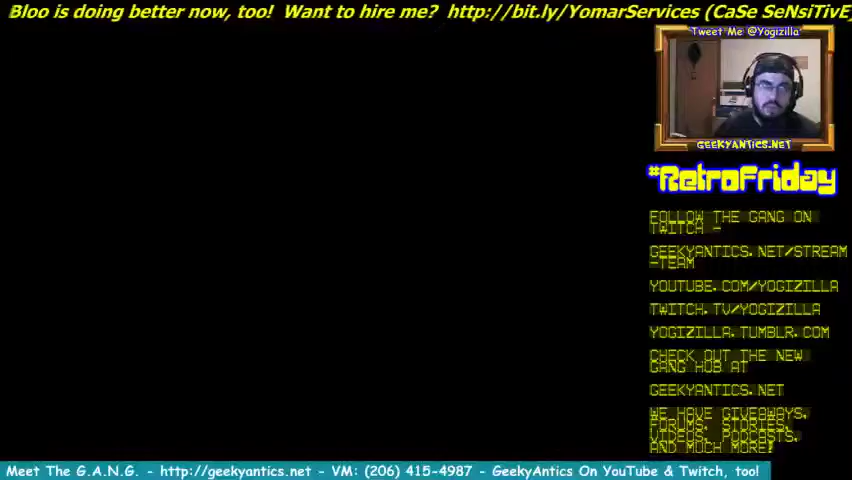 Bloo is doing better now, too!  Want to hire me?  http://bit.ly/YomarServices (CaSe SeNsiTivE)
Tweet Me @Yogizilla
GEEKYANTICS.NET
#RetroFriday
FOLLOW THE GANG ON
TWITCH -
GEEKYANTICS.NET/STREAM
-TEAM
YOUTUBE.COM/YOGIZILLA
TWITCH.TV/YOGIZILLA
YOGIZILLA.TUMBLR.COM
CHECK OUT THE NEW
GANG HUB AT
GEEKYANTICS.NET
WE HAVE GIVEAWAYS,
FORUMS, STORIES,
VIDEOS, PODCASTS,
AND MUCH MORE!
Meet The G.A.N.G. - http://geekyantics.net - VM: (206) 415-4987 - GeekyAntics On YouTube & Twitch, too!